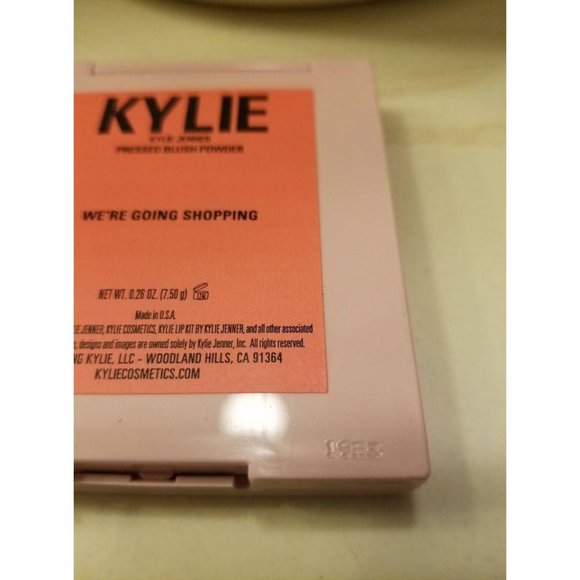 KYLIE
KYLIE JENNER
PRESSED BLUSH POWDER
WE'RE GOING SHOPPING
NET WT. 0.26 OZ. (7.50 g)
Made in U.S.A.
JENNER, KYLIE COSMETICS, KYLIE LIP KIT BY KYLIE JENNER, and all other associated
designs and images are owned solely by Kylie Jenner, Inc. All rights reserved.
KYLIE, LLC - WOODLAND HILLS, CA 91364
KYLIECOSMETICS.COM